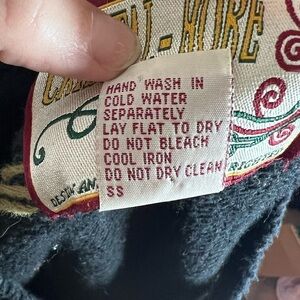 HAND WASH IN
COLD WATER
SEPARATELY
LAY FLAT TO DRY
DO NOT BLEACH
COOL IRON
DO NOT DRY CLEAN
SS